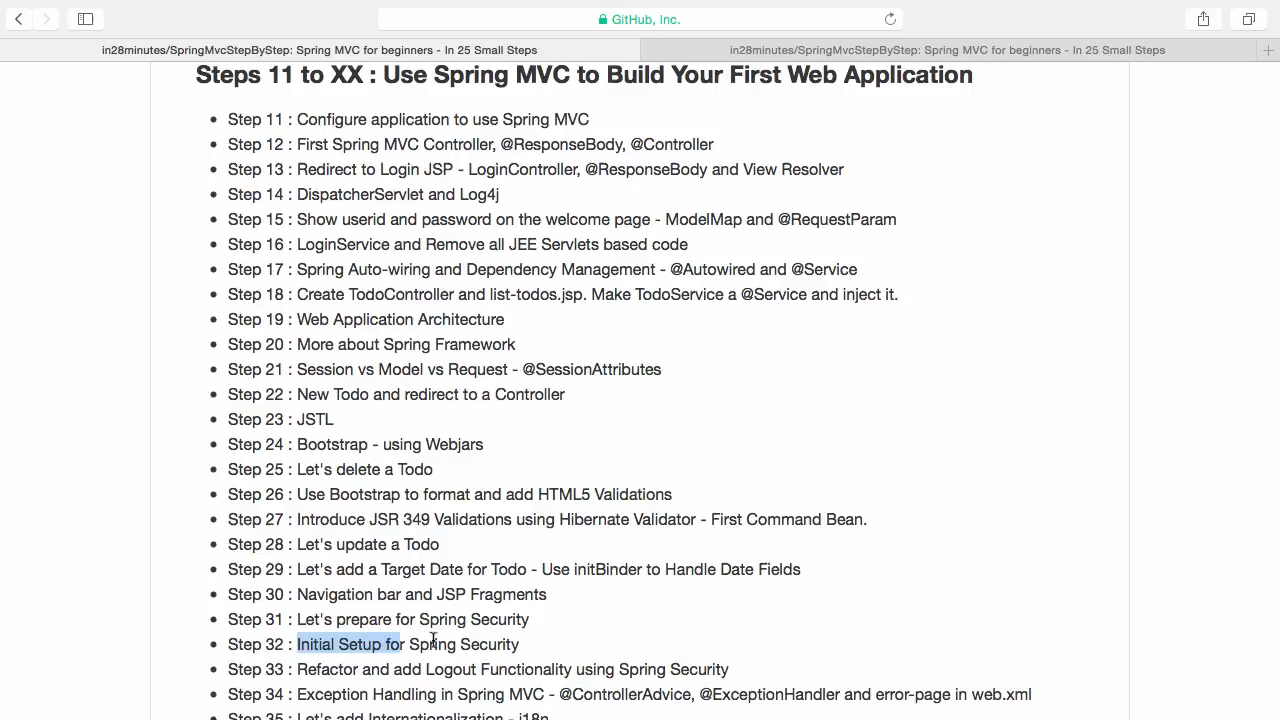 GitHub, Inc.
in28minutes/SpringMvcStepByStep: Spring MVC for beginners - In 25 Small Steps
in28minutes/SpringMvcStepByStep: Spring MVC for beginners - In 25 Small Steps
Steps 11 to XX : Use Spring MVC to Build Your First Web Application
Step 11 : Configure application to use Spring MVC
Step 12 : First Spring MVC Controller, @ResponseBody, @Controller
Step 13 : Redirect to Login JSP - LoginController, @ResponseBody and View Resolver
Step 14 : DispatcherServlet and Log4j
Step 15 : Show userid and password on the welcome page - ModelMap and @RequestParam
Step 16 : LoginService and Remove all JEE Servlets based code
Step 17 : Spring Auto-wiring and Dependency Management - @Autowired and @Service
Step 18 : Create TodoController and list-todos.jsp. Make TodoService a @Service and inject it.
Step 19 : Web Application Architecture
Step 20 : More about Spring Framework
Step 21 : Session vs Model vs Request - @SessionAttributes
Step 22 : New Todo and redirect to a Controller
Step 23 : JSTL
Step 24 : Bootstrap - using Webjars
Step 25 : Let's delete a Todo
Step 26 : Use Bootstrap to format and add HTML5 Validations
Step 27 : Introduce JSR 349 Validations using Hibernate Validator - First Command Bean.
Step 28 : Let's update a Todo
Step 29 : Let's add a Target Date for Todo - Use initBinder to Handle Date Fields
Step 30 : Navigation bar and JSP Fragments
Step 31 : Let's prepare for Spring Security
Step 32 : Initial Setup for Spring Security
Step 33 : Refactor and add Logout Functionality using Spring Security
Step 34 : Exception Handling in Spring MVC - @ControllerAdvice, @ExceptionHandler and error-page in web.xml
Step 35 : Let's add Internationalization - i18n